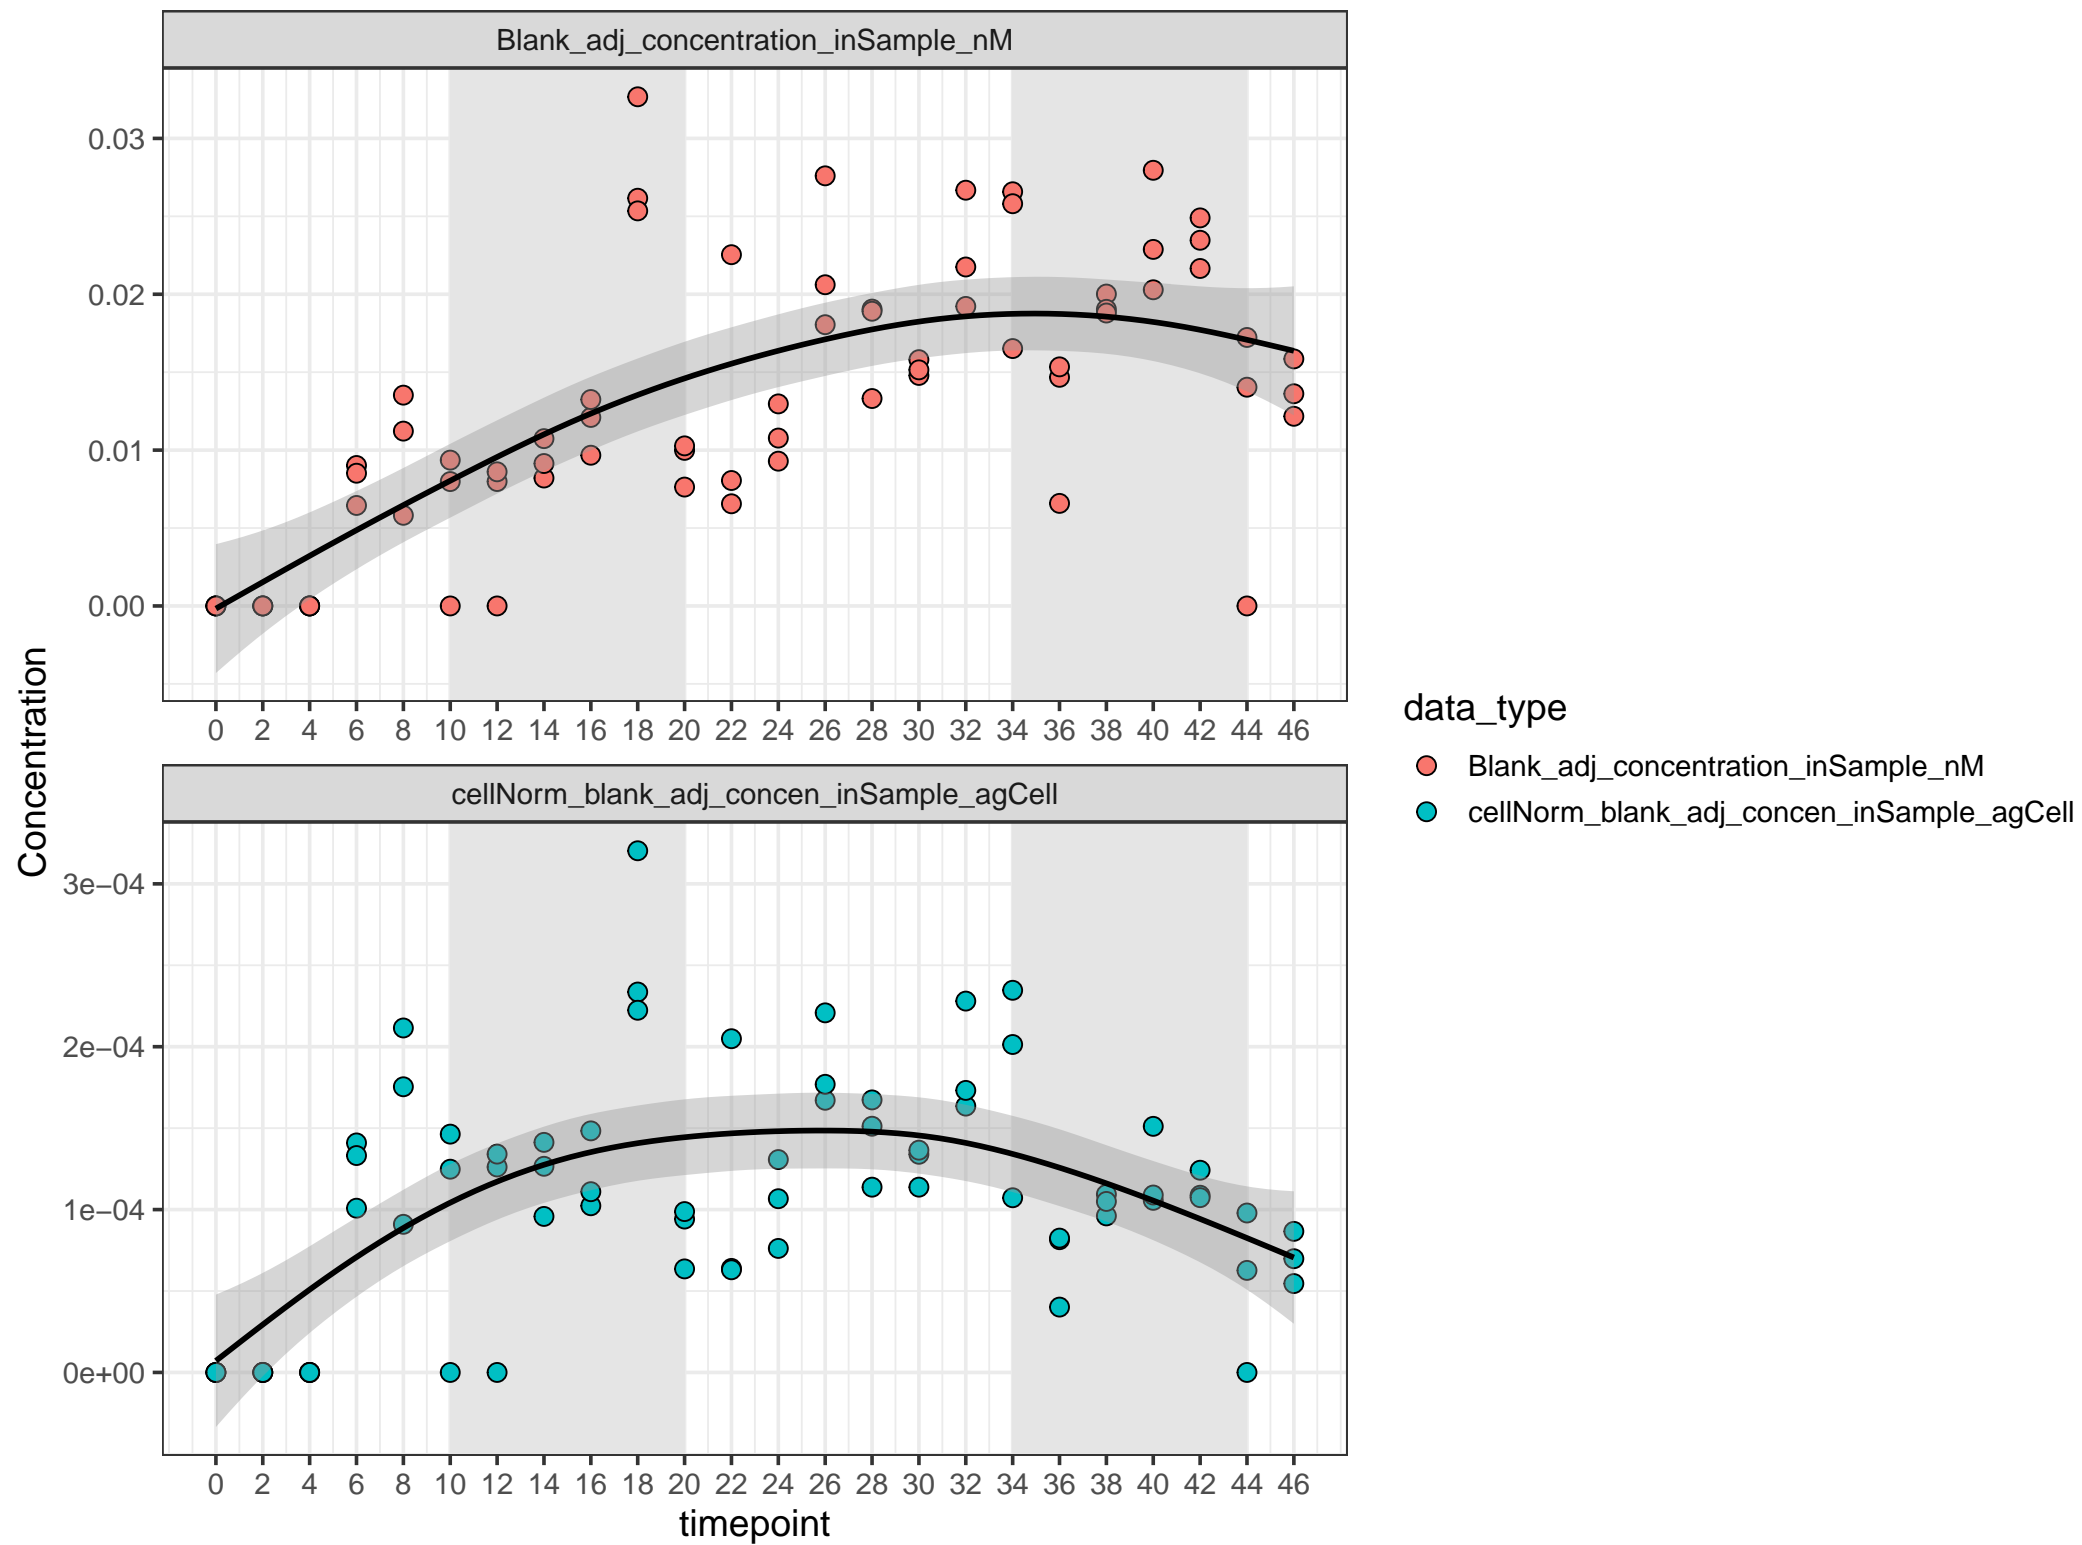 Blank_adj_concentration_inSample_nM
0.03
0.02
0.01
0.00
0 2 4 6 8 10 12 14 16 18 20 22 24 26 28 30 32 34 36 38 40 42 44 46
Concentration
cellNorm_blank_adj_concen_inSample_agCell
3e−04
2e−04
1e−04
0e+00
0 2 4 6 8 10 12 14 16 18 20 22 24 26 28 30 32 34 36 38 40 42 44 46
timepoint
data_type
Blank_adj_concentration_inSample_nM
cellNorm_blank_adj_concen_inSample_agCell